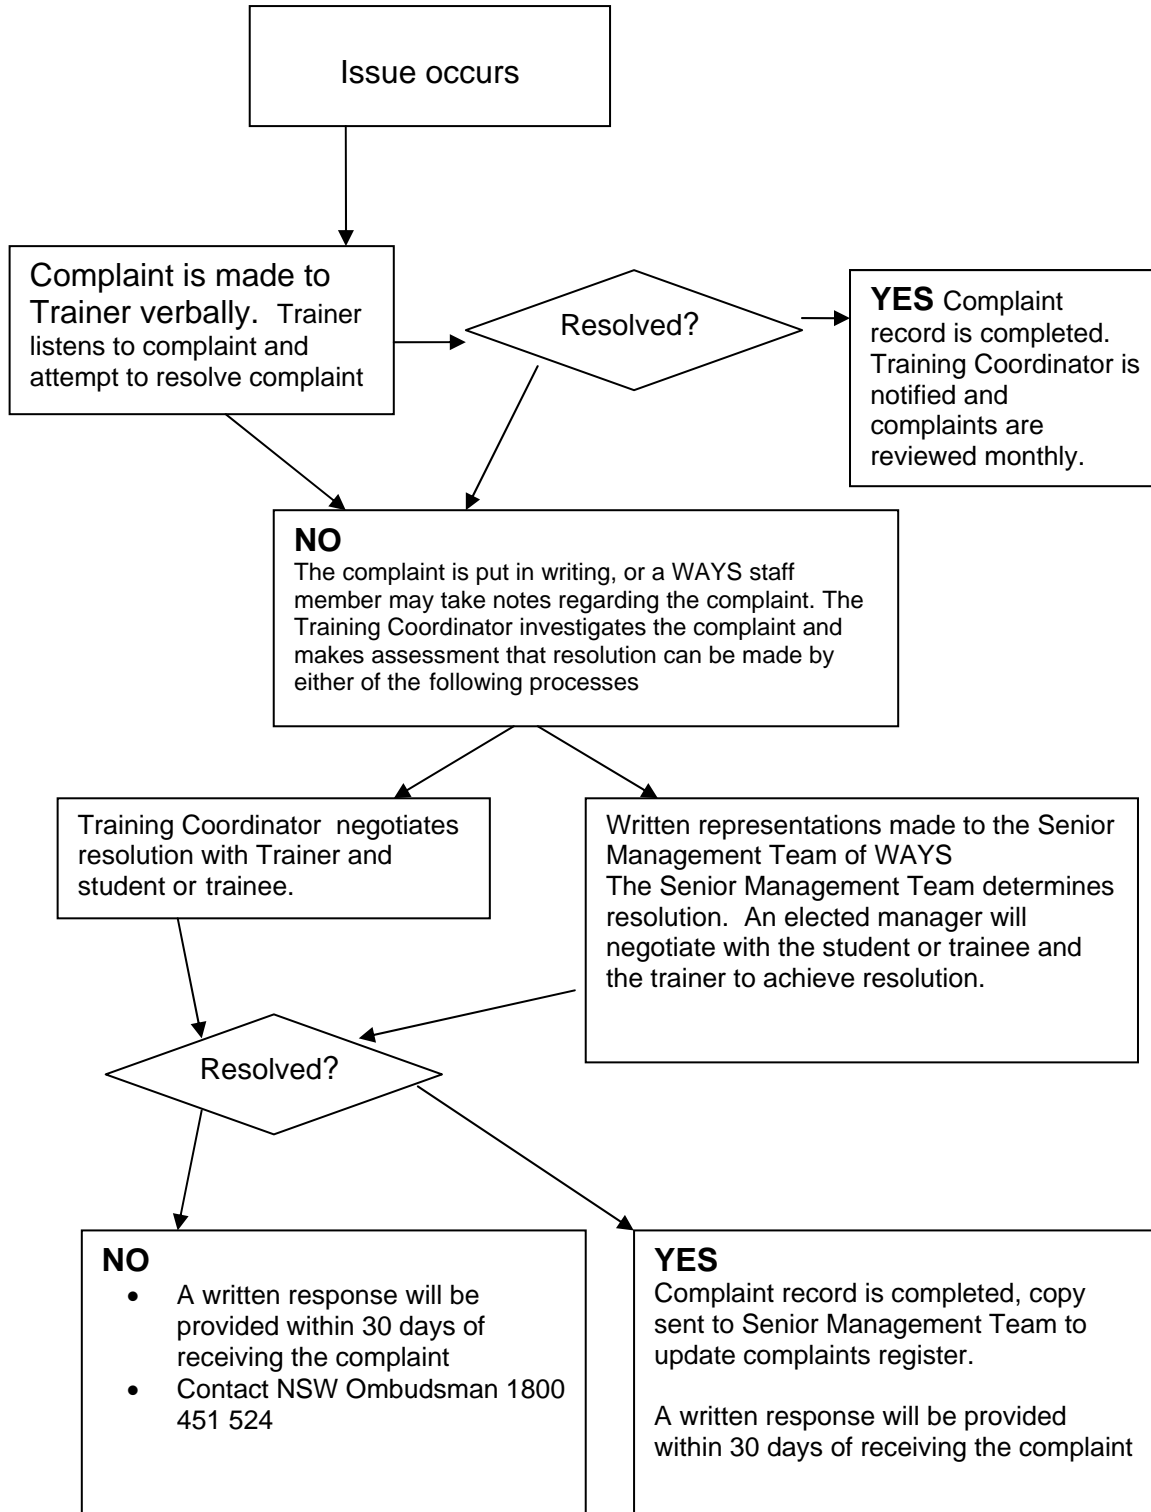 Issue occurs
Complaint is made to
Trainer verbally. Trainer
listens to complaint and
attempt to resolve complaint
Resolved?
YES Complaint
record is completed.
Training Coordinator is
notified and
complaints are
reviewed monthly.
NO
The complaint is put in writing, or a WAYS staff
member may take notes regarding the complaint. The
Training Coordinator investigates the complaint and
makes assessment that resolution can be made by
either of the following processes
Training Coordinator negotiates
resolution with Trainer and
student or trainee.
Written representations made to the Senior
Management Team of WAYS
The Senior Management Team determines
resolution. An elected manager will
negotiate with the student or trainee and
the trainer to achieve resolution.
Resolved?
NO
• A written response will be
provided within 30 days of
receiving the complaint
• Contact NSW Ombudsman 1800
451 524
YES
Complaint record is completed, copy
sent to Senior Management Team to
update complaints register.
A written response will be provided
within 30 days of receiving the complaint